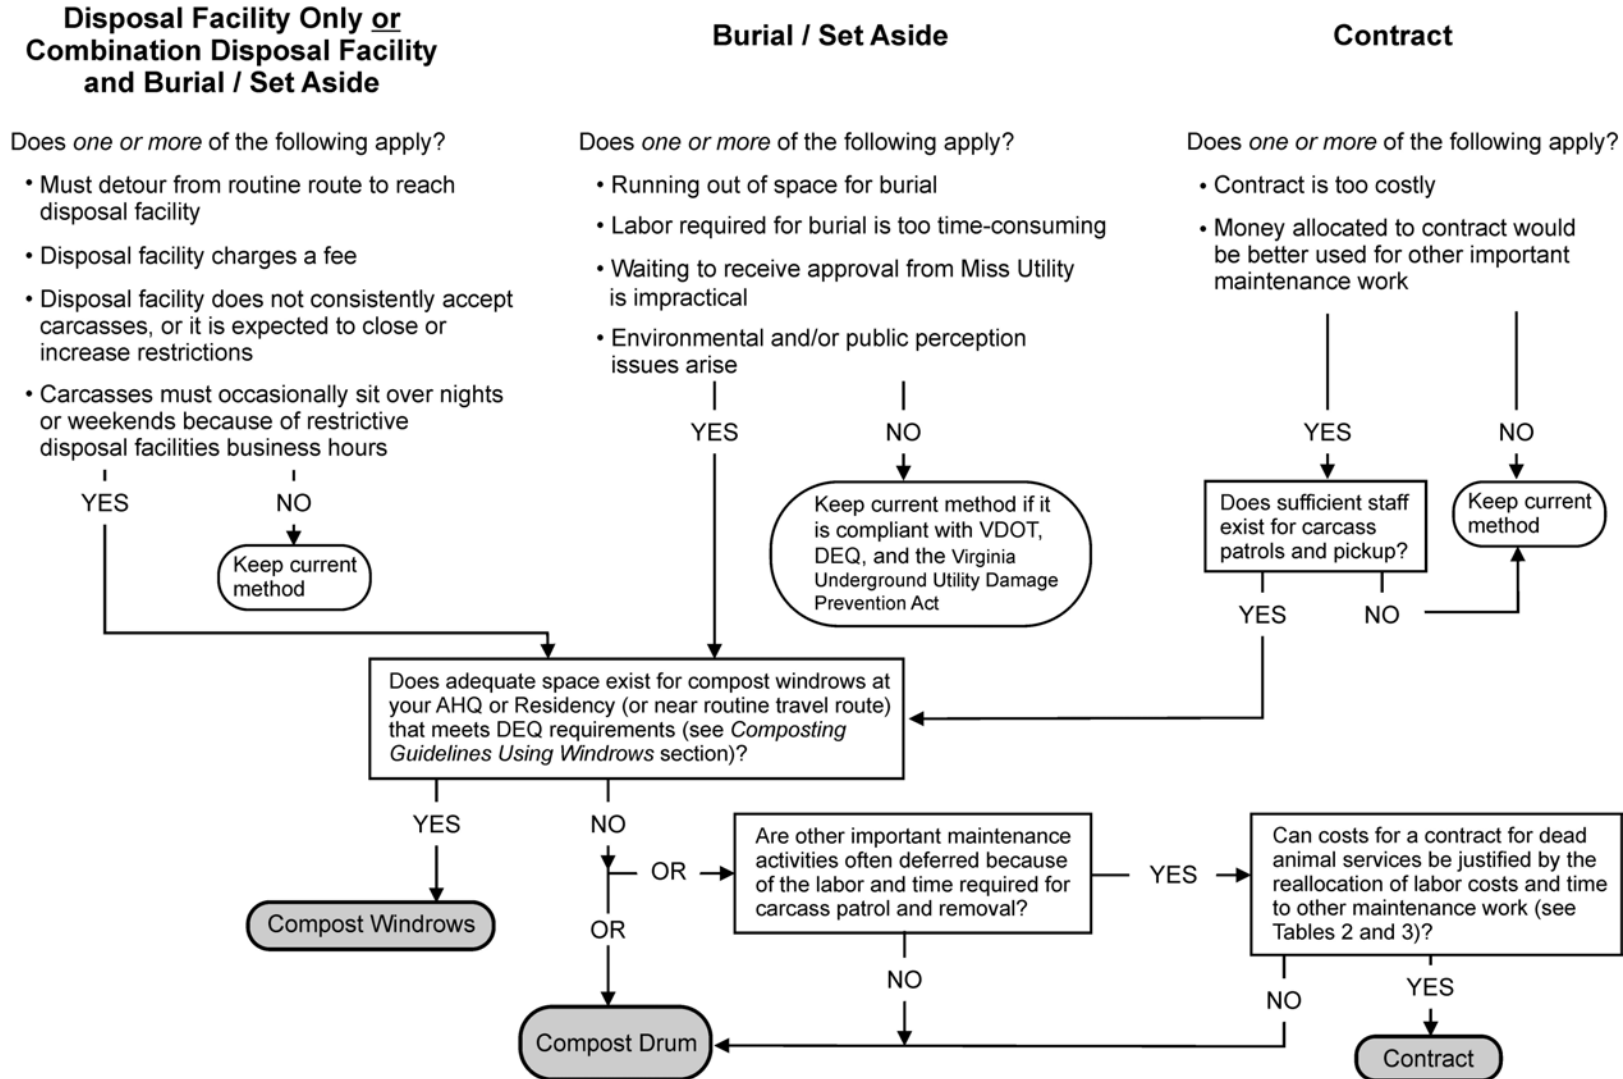 Disposal Facility Only or
Combination Disposal Facility
and Burial / Set Aside
Does one or more of the following apply?
• Must detour from routine route to reach
disposal facility
• Disposal facility charges a fee
• Disposal facility does not consistently accept
carcasses, or it is expected to close or
increase restrictions
• Carcasses must occasionally sit over nights
or weekends because of restrictive
disposal facilities business hours
YES
NO
Keep current
method
Burial / Set Aside
Does one or more of the following apply?
• Running out of space for burial
• Labor required for burial is too time-consuming
• Waiting to receive approval from Miss Utility
is impractical
• Environmental and/or public perception
issues arise
YES
NO
Keep current method if it
is compliant with VDOT,
DEQ, and the Virginia
Underground Utility Damage
Prevention Act
Contract
Does one or more of the following apply?
• Contract is too costly
• Money allocated to contract would
be better used for other important
maintenance work
YES
NO
Does sufficient staff
exist for carcass
patrols and pickup?
Keep current
method
YES
NO
Does adequate space exist for compost windrows at
your AHQ or Residency (or near routine travel route)
that meets DEQ requirements (see Composting
Guidelines Using Windrows section)?
YES
NO
Compost Windrows
OR
OR
Are other important maintenance
activities often deferred because
of the labor and time required for
carcass patrol and removal?
YES
NO
Can costs for a contract for dead
animal services be justified by the
reallocation of labor costs and time
to other maintenance work (see
Tables 2 and 3)?
NO
YES
Compost Drum
Contract